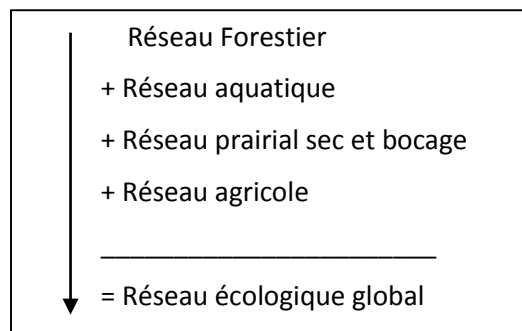 Réseau Forestier
+ Réseau aquatique
+ Réseau prairial sec et bocage
+ Réseau agricole
= Réseau écologique global